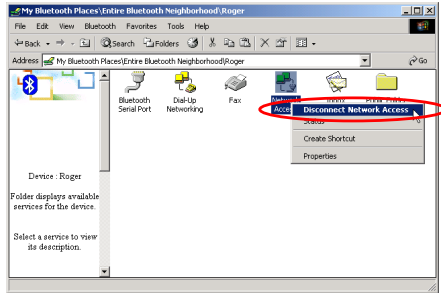 My Bluetooth Places\Entire Bluetooth Neighborhood\Roger
File Edit View Bluetooth Favorites Tools Help
Back Search Folders
Address My Bluetooth Places\Entire Bluetooth Neighborhood\Roger Go
Bluetooth Serial Port
Dial-Up Networking
Fax
Network Access
Disconnect Network Access
Status
Create Shortcut
Properties
Device : Roger
Folder displays available
services for the device.
Select a service to view
its description.